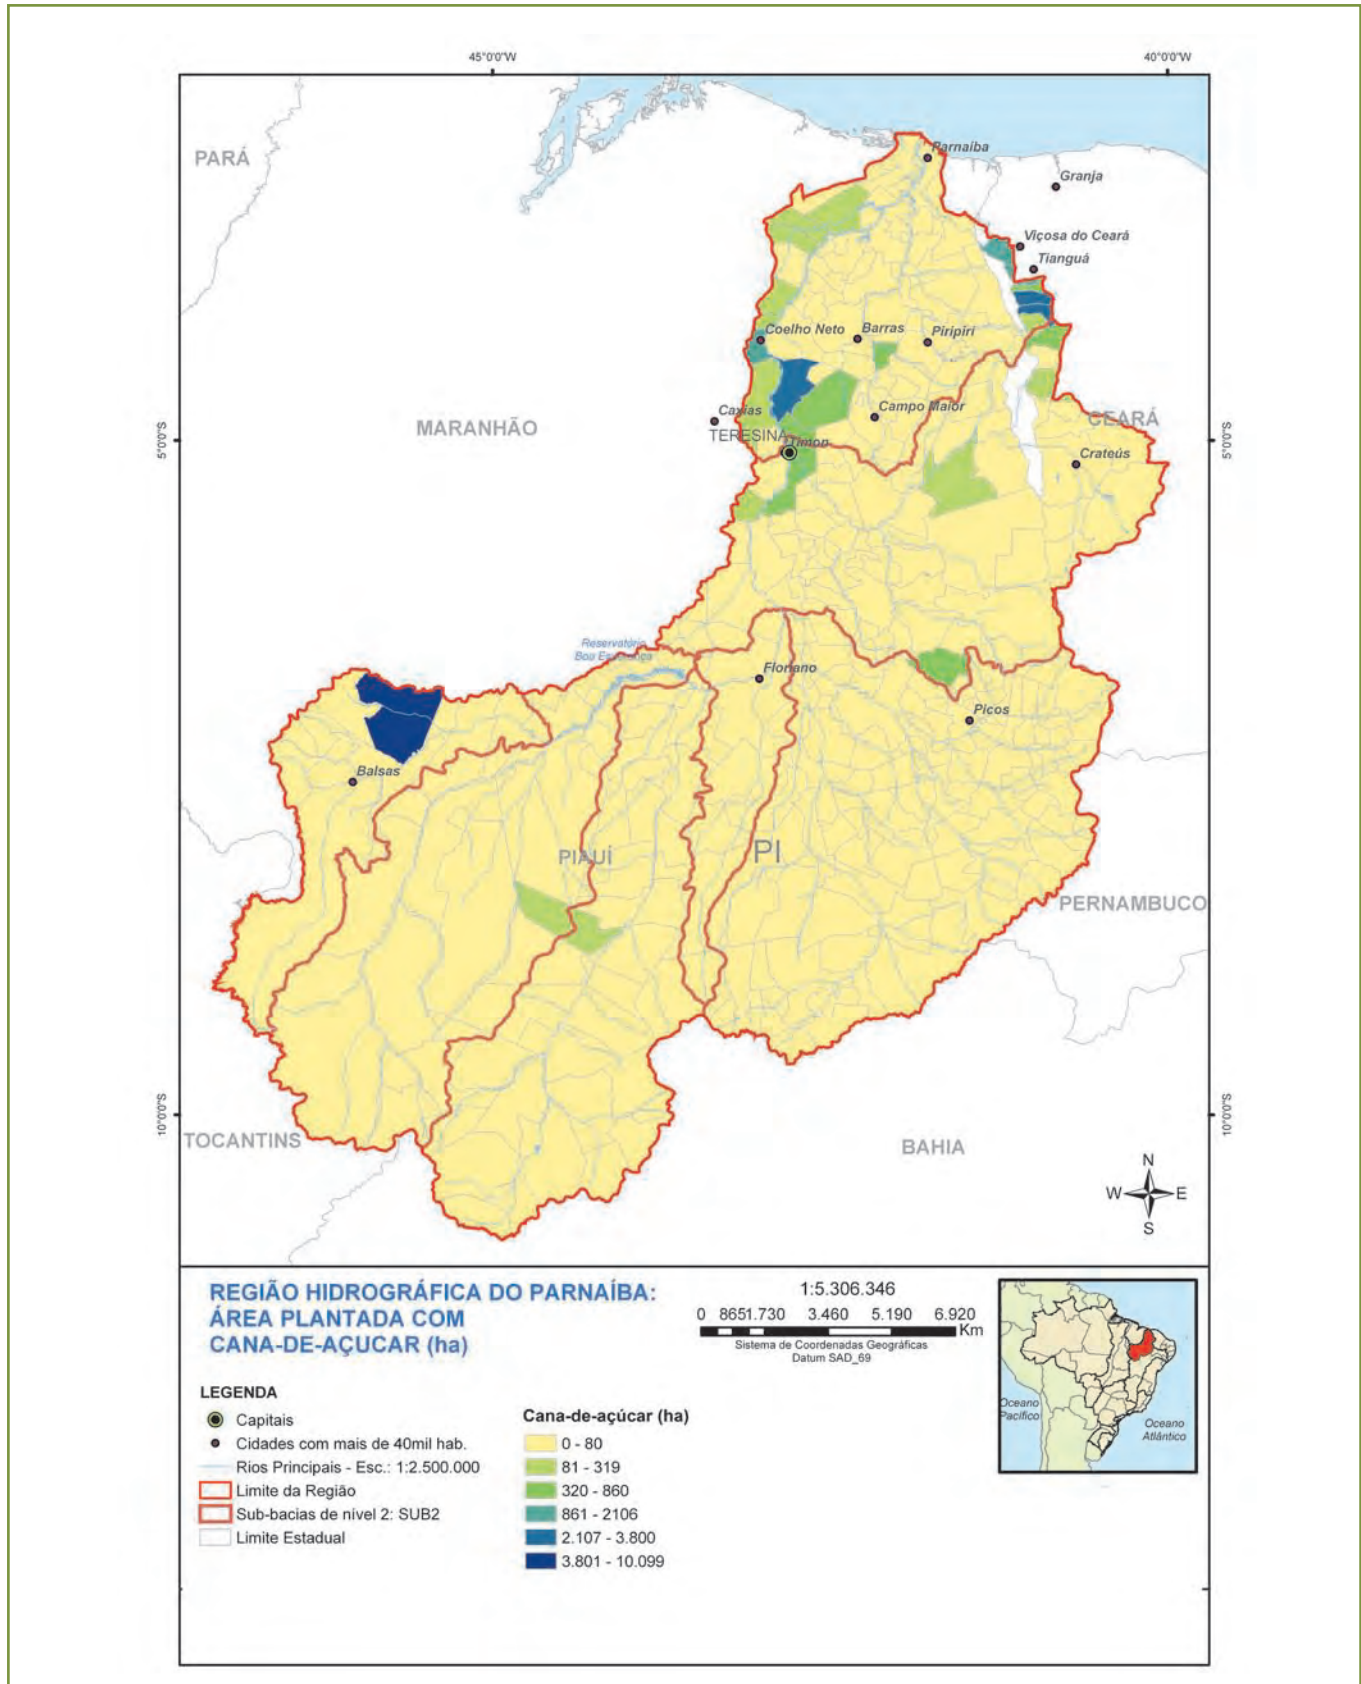 45°0'0"W
40°0'0"W
PARÁ
Parnaíba
Granja
Viçosa do Ceará
Tianguá
Coelho Neto
Barras
Piripiri
Caxias
Campo Maior
MARANHÃO
TERESINA
Timon
CEARÁ
5°0'0"S
5°0'0"S
Crateús
Reservatório
Boa Esperança
Floriano
Picos
Balsas
PIAUÍ
PI
PERNAMBUCO
10°0'0"S
10°0'0"S
TOCANTINS
BAHIA
N
W
E
S
REGIÃO HIDROGRÁFICA DO PARNAÍBA:
ÁREA PLANTADA COM
CANA-DE-AÇUCAR (ha)
1:5.306.346
0 8651.730 3.460 5.190 6.920
Km
Sistema de Coordenadas Geográficas
Datum SAD_69
LEGENDA
Capitais
Cidades com mais de 40mil hab.
Rios Principais - Esc.: 1:2.500.000
Limite da Região
Sub-bacias de nível 2: SUB2
Limite Estadual
Cana-de-açúcar (ha)
0 - 80
81 - 319
320 - 860
861 - 2106
2.107 - 3.800
3.801 - 10.099
Oceano
Pacífico
Oceano
Atlântico